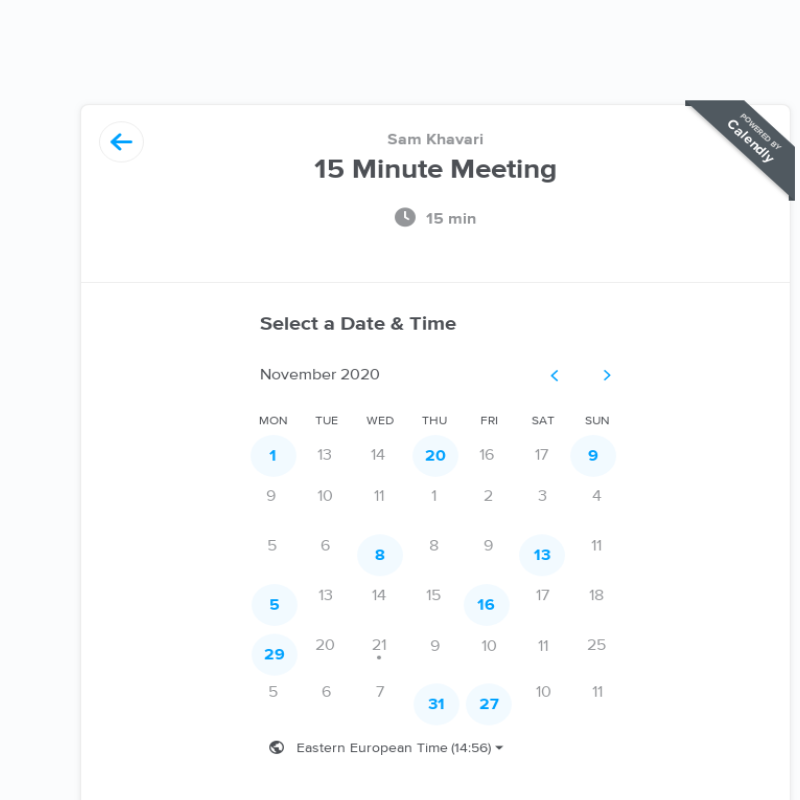 POWERED BY
Calendly
Sam Khavari
15 Minute Meeting
15 min
Select a Date & Time
November 2020
MON TUE WED THU FRI SAT SUN
1 13 14 20 16 17 9
9 10 11 1 2 3 4
5 6 8 8 9 13 11
5 13 14 15 16 17 18
29 20 21 9 10 11 25
5 6 7 31 27 10 11
Eastern European Time (14:56)